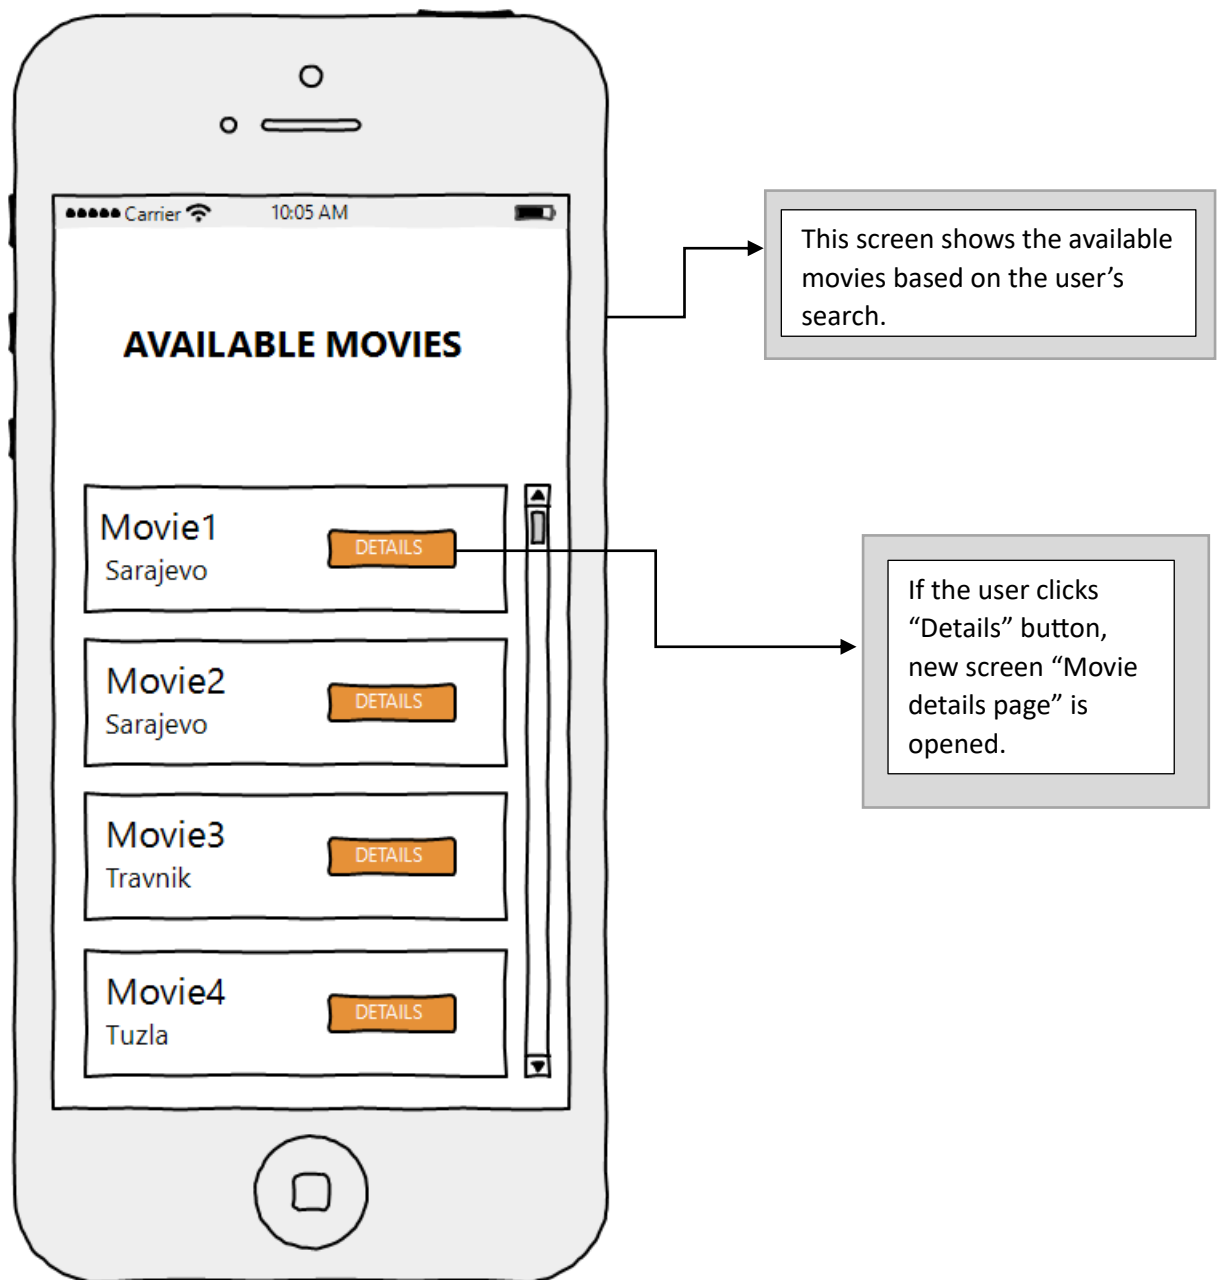 Carrier 10:05 AM
AVAILABLE MOVIES
Movie1
Sarajevo
DETAILS
Movie2
Sarajevo
DETAILS
Movie3
Travnik
DETAILS
Movie4
Tuzla
DETAILS
This screen shows the available
movies based on the user’s
search.
If the user clicks
“Details” button,
new screen “Movie
details page” is
opened.